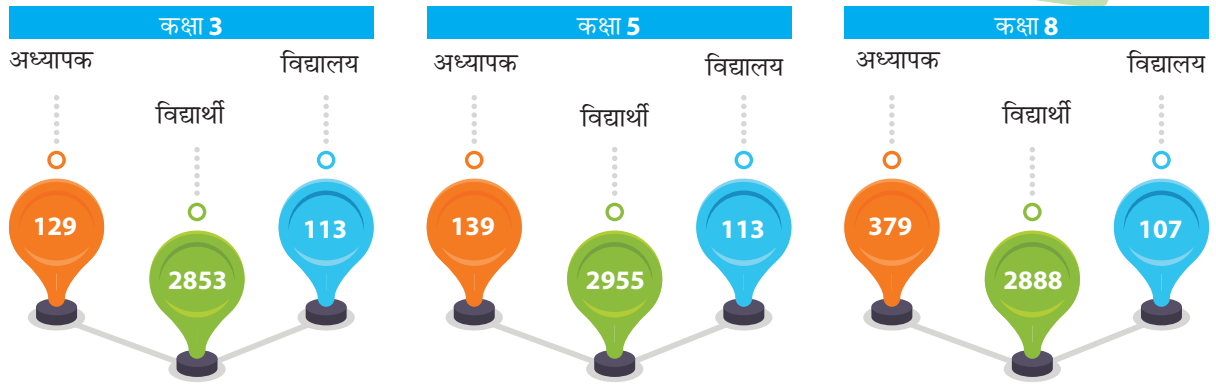 कक्षा 3
अध्यापक
विद्यार्थी
विद्यालय
129
2853
113
कक्षा 5
अध्यापक
विद्यार्थी
विद्यालय
139
2955
113
कक्षा 8
अध्यापक
विद्यार्थी
विद्यालय
379
2888
107